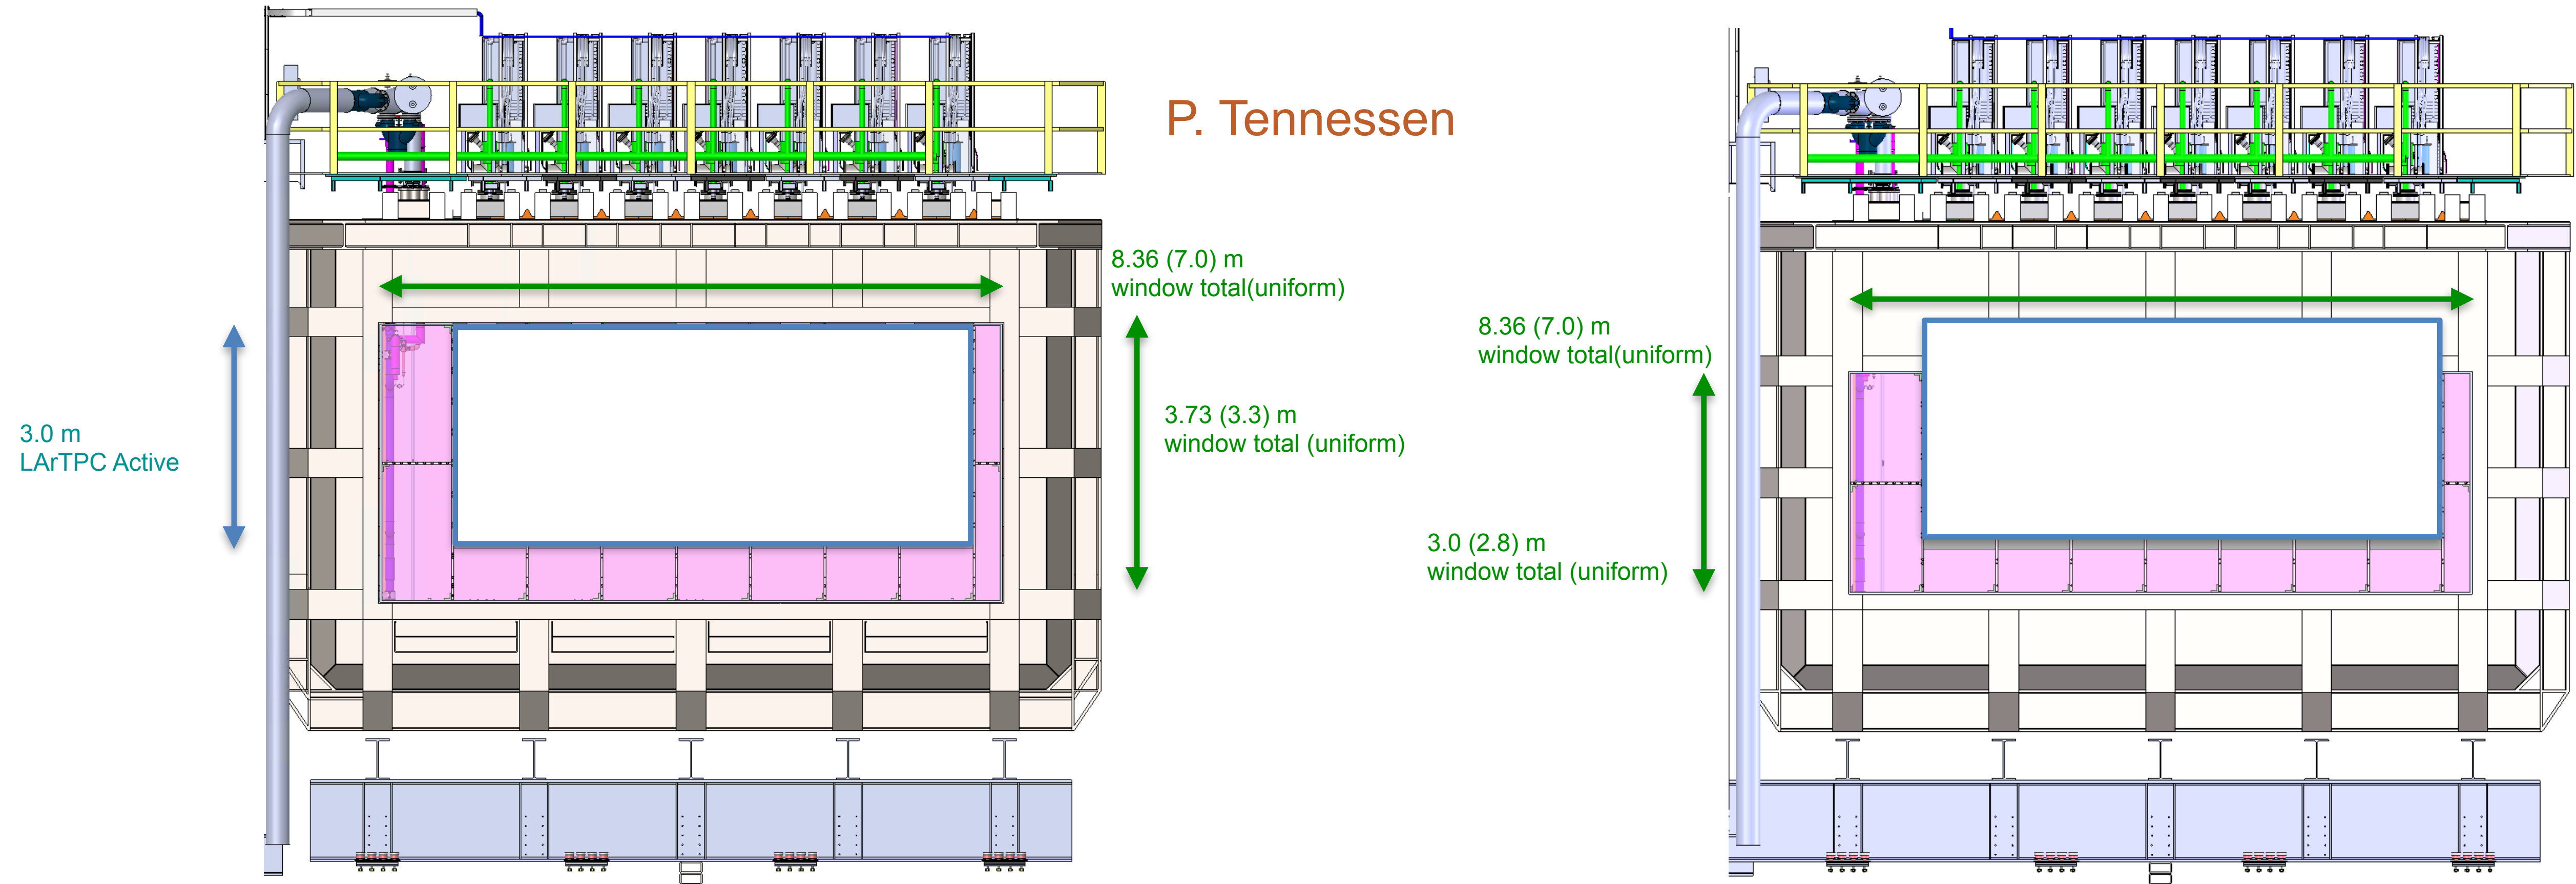 P. Tennessen
8.36 (7.0) m
window total(uniform)
3.73 (3.3) m
window total (uniform)
3.0 m
LArTPC Active
8.36 (7.0) m
window total(uniform)
3.0 (2.8) m
window total (uniform)